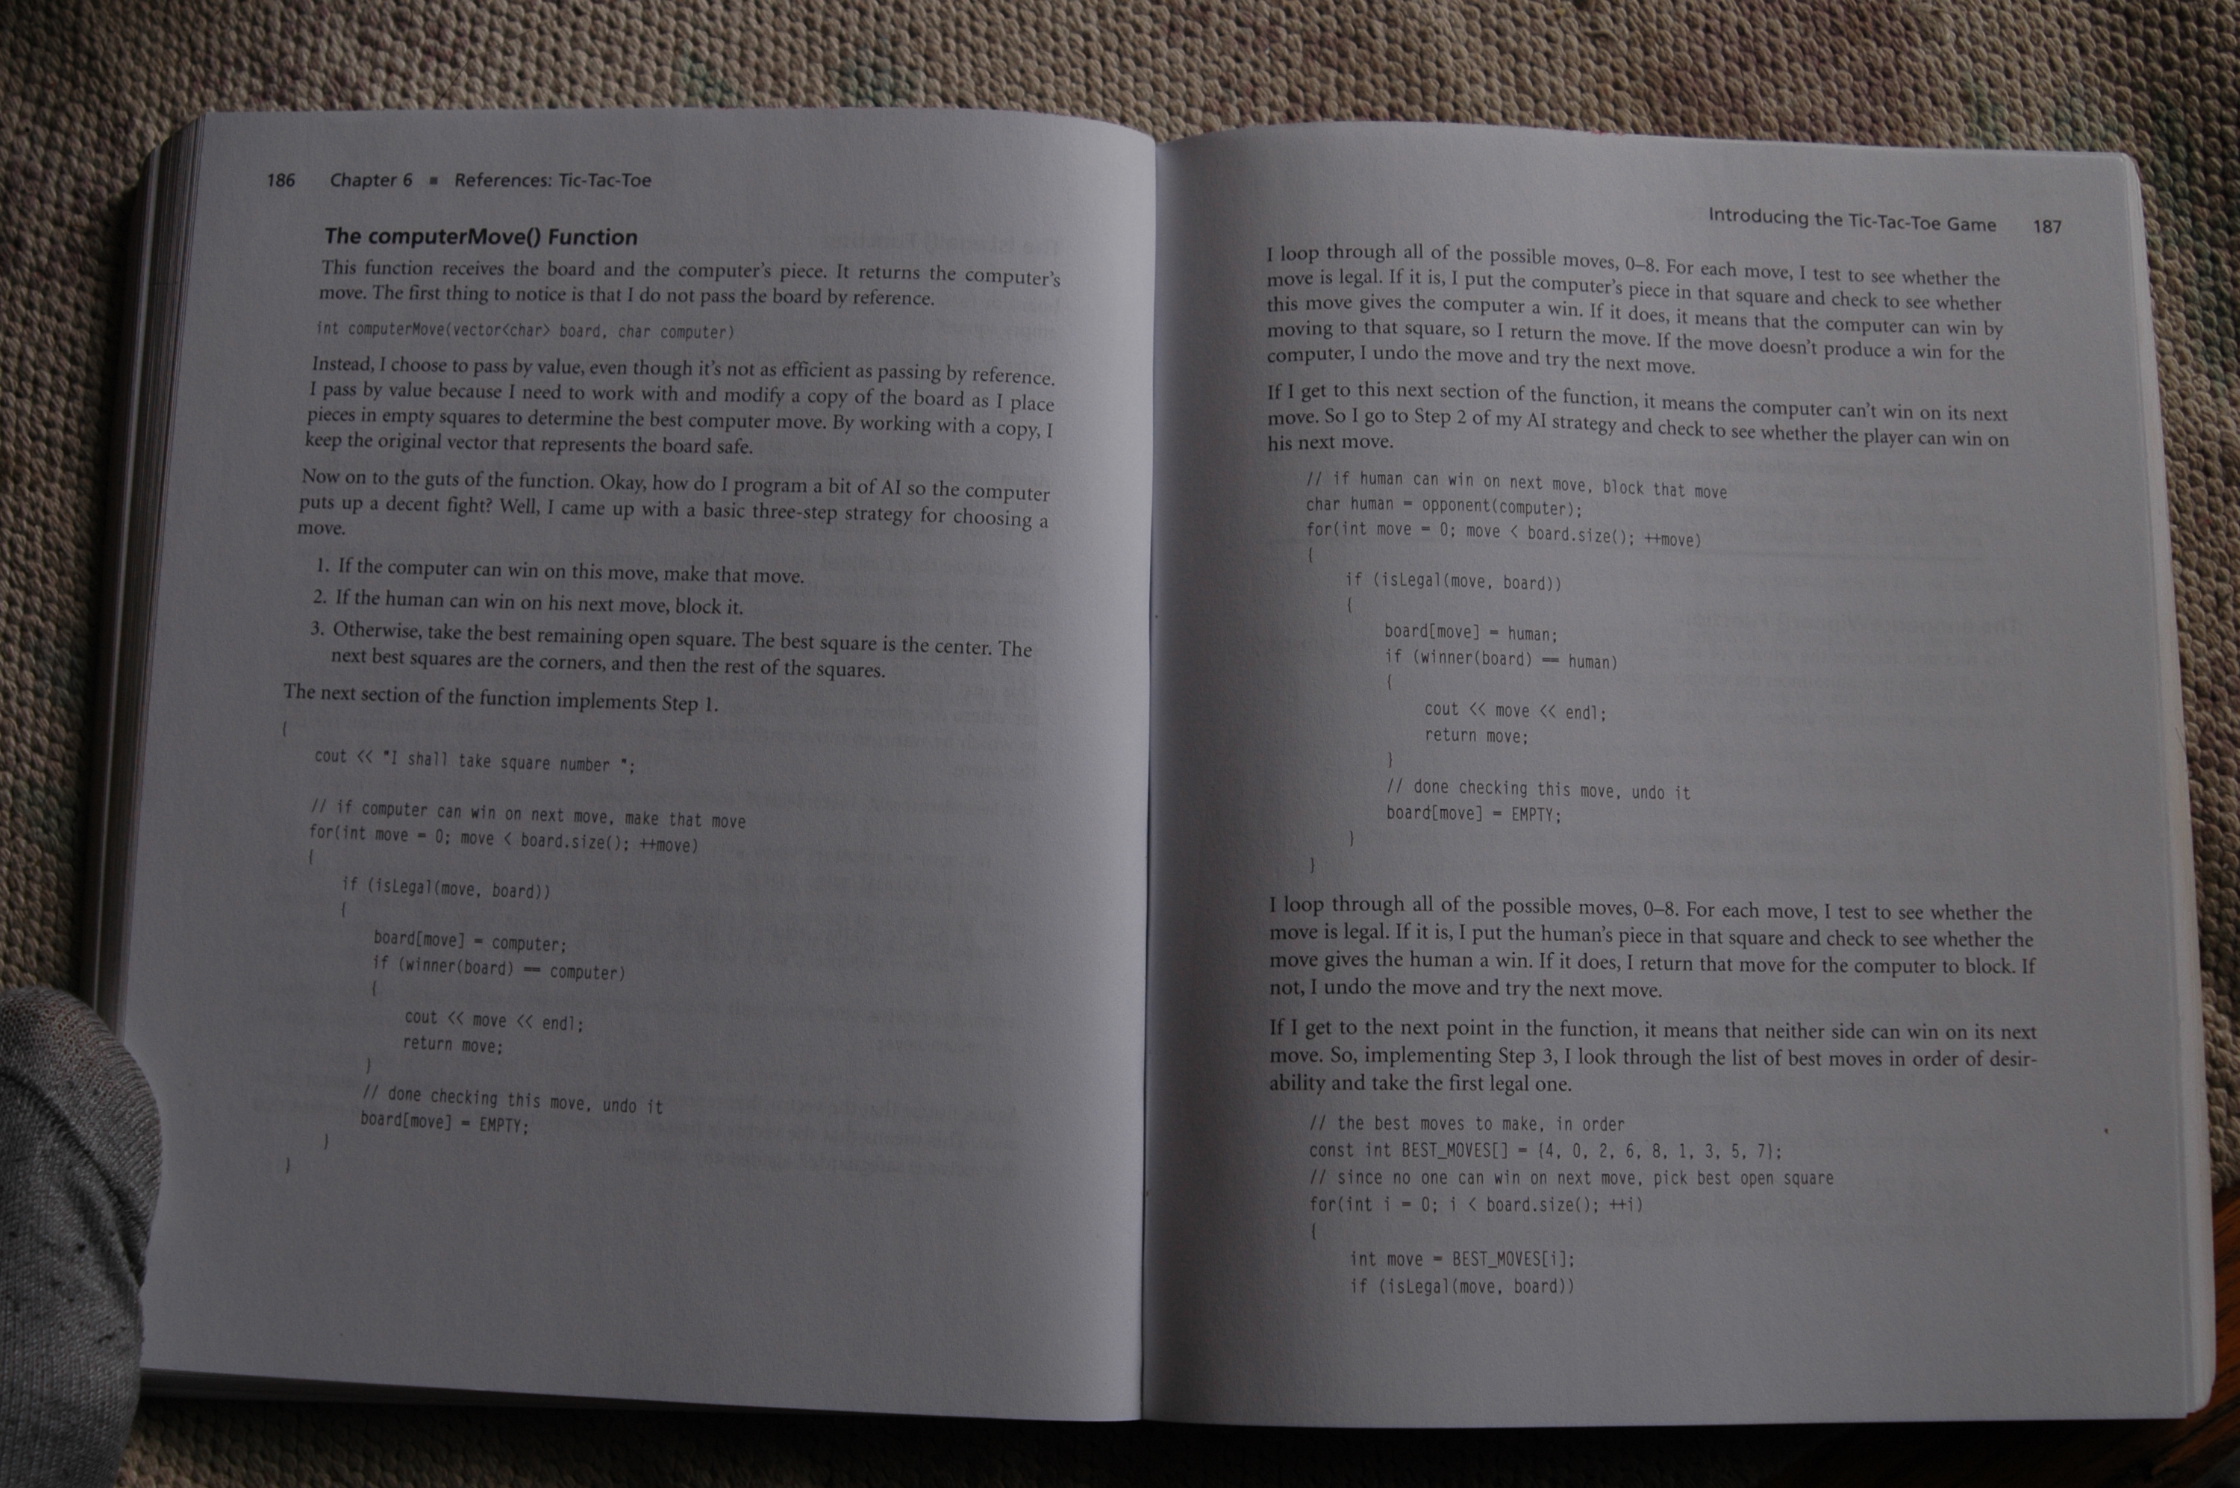 186 Chapter 6 ■ References: Tic-Tac-Toe
The computerMove() Function
This function receives the board and the computer's piece. It returns the computer's
move. The first thing to notice is that I do not pass the board by reference.
int computerMove(vector<char> board, char computer)
Instead, I choose to pass by value, even though it's not as efficient as passing by reference.
I pass by value because I need to work with and modify a copy of the board as I place
pieces in empty squares to determine the best computer move. By working with a copy, I
keep the original vector that represents the board safe.
Now on to the guts of the function. Okay, how do I program a bit of AI so the computer
puts up a decent fight? Well, I came up with a basic three-step strategy for choosing a
move.
1. If the computer can win on this move, make that move.
2. If the human can win on his next move, block it.
3. Otherwise, take the best remaining open square. The best square is the center. The
next best squares are the corners, and then the rest of the squares.
The next section of the function implements Step 1.
{
cout << "I shall take square number ";
// if computer can win on next move, make that move
for(int move = 0; move < board.size(); ++move)
{
if (isLegal(move, board))
{
board[move] = computer;
if (winner(board) == computer)
{
cout << move << endl;
return move;
}
// done checking this move, undo it
board[move] = EMPTY;
}
}
Introducing the Tic-Tac-Toe Game 187
I loop through all of the possible moves, 0–8. For each move, I test to see whether the
move is legal. If it is, I put the computer's piece in that square and check to see whether
this move gives the computer a win. If it does, it means that the computer can win by
moving to that square, so I return the move. If the move doesn't produce a win for the
computer, I undo the move and try the next move.
If I get to this next section of the function, it means the computer can't win on its next
move. So I go to Step 2 of my AI strategy and check to see whether the player can win on
his next move.
// if human can win on next move, block that move
char human = opponent(computer);
for(int move = 0; move < board.size(); ++move)
{
if (isLegal(move, board))
{
board[move] = human;
if (winner(board) == human)
{
cout << move << endl;
return move;
}
// done checking this move, undo it
board[move] = EMPTY;
}
}
I loop through all of the possible moves, 0–8. For each move, I test to see whether the
move is legal. If it is, I put the human's piece in that square and check to see whether the
move gives the human a win. If it does, I return that move for the computer to block. If
not, I undo the move and try the next move.
If I get to the next point in the function, it means that neither side can win on its next
move. So, implementing Step 3, I look through the list of best moves in order of desir-
ability and take the first legal one.
// the best moves to make, in order
const int BEST_MOVES[] = {4, 0, 2, 6, 8, 1, 3, 5, 7};
// since no one can win on next move, pick best open square
for(int i = 0; i < board.size(); ++i)
{
int move = BEST_MOVES[i];
if (isLegal(move, board))